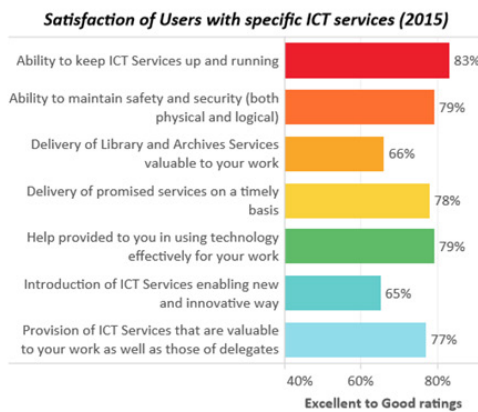 Satisfaction of Users with specific ICT services (2015)
Ability to keep ICT Services up and running
83%
Ability to maintain safety and security (both
physical and logical)
79%
Delivery of Library and Archives Services
valuable to your work
66%
Delivery of promised services on a timely
basis
78%
Help provided to you in using technology
effectively for your work
79%
Introduction of ICT Services enabling new
and innovative way
65%
Provision of ICT Services that are valuable
to your work as well as those of delegates
77%
40% 60% 80%
Excellent to Good ratings